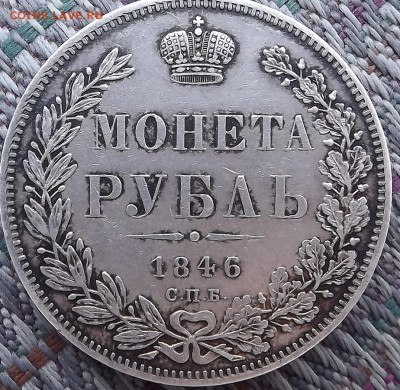 COINS.LAVE.RU
МОНЕТА
РУБЛЬ
1846
С.П.Б.